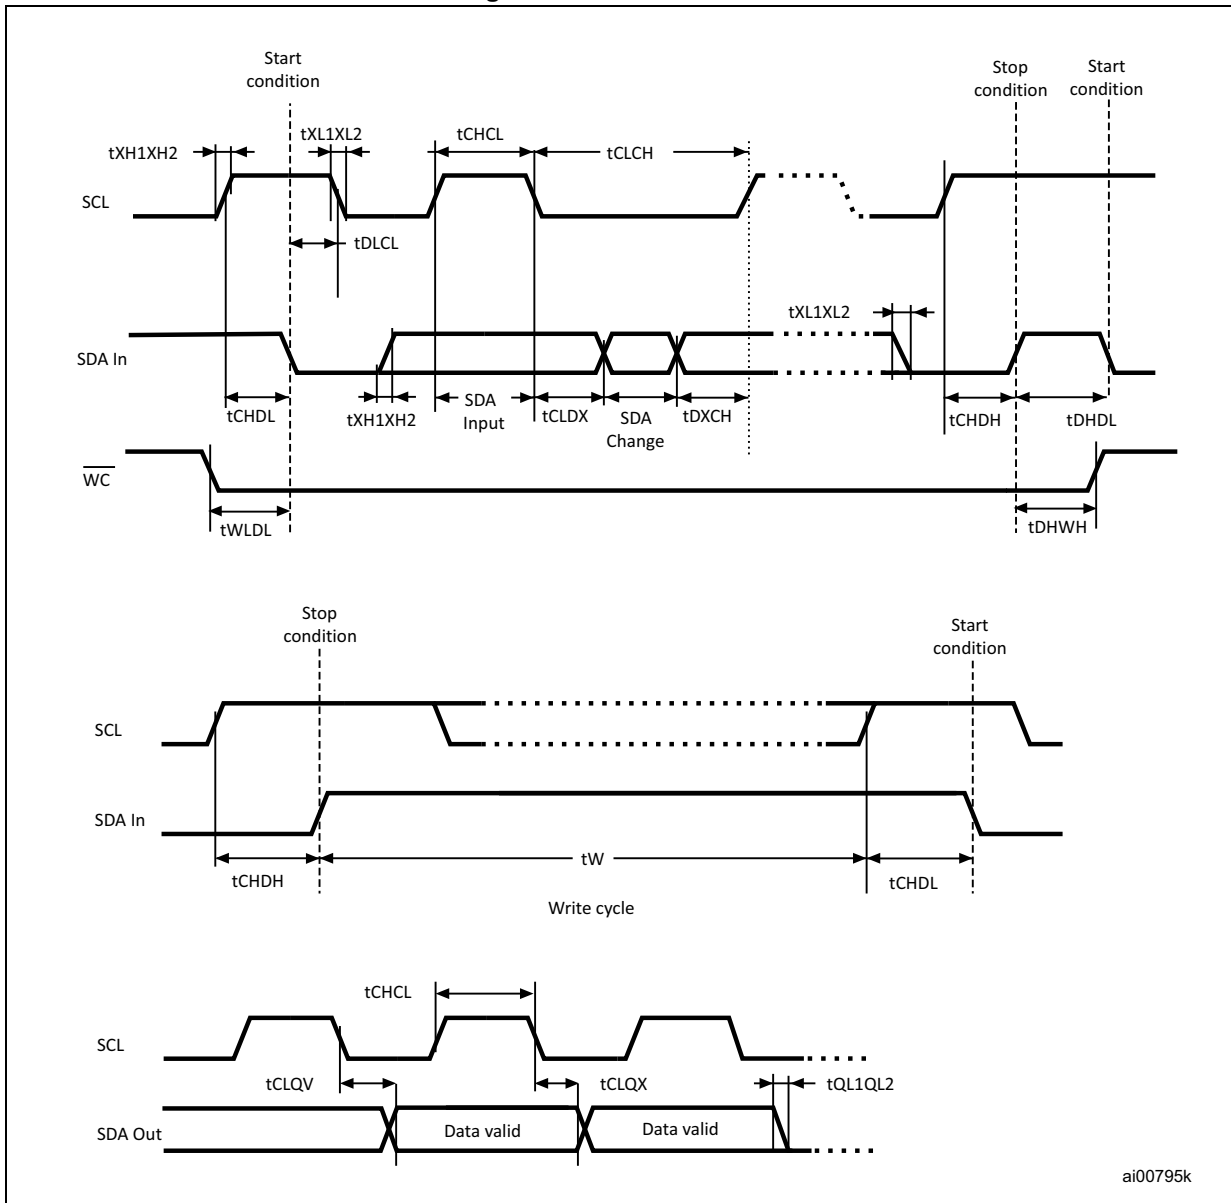 Start
condition
Stop
condition
Start
condition
tXH1XH2
tXL1XL2
tCHCL
tCLCH
SCL
tDLCL
tXL1XL2
SDA In
tCHDL
tXH1XH2
SDA
Input
tCLDX
SDA
Change
tDXCH
tCHDH
tDHDL
WC
tWLDL
tDHWH
Stop
condition
Start
condition
SCL
SDA In
tCHDH
tW
tCHDL
Write cycle
tCHCL
SCL
tCLQV
tCLQX
tQL1QL2
SDA Out
Data valid
Data valid
ai00795k